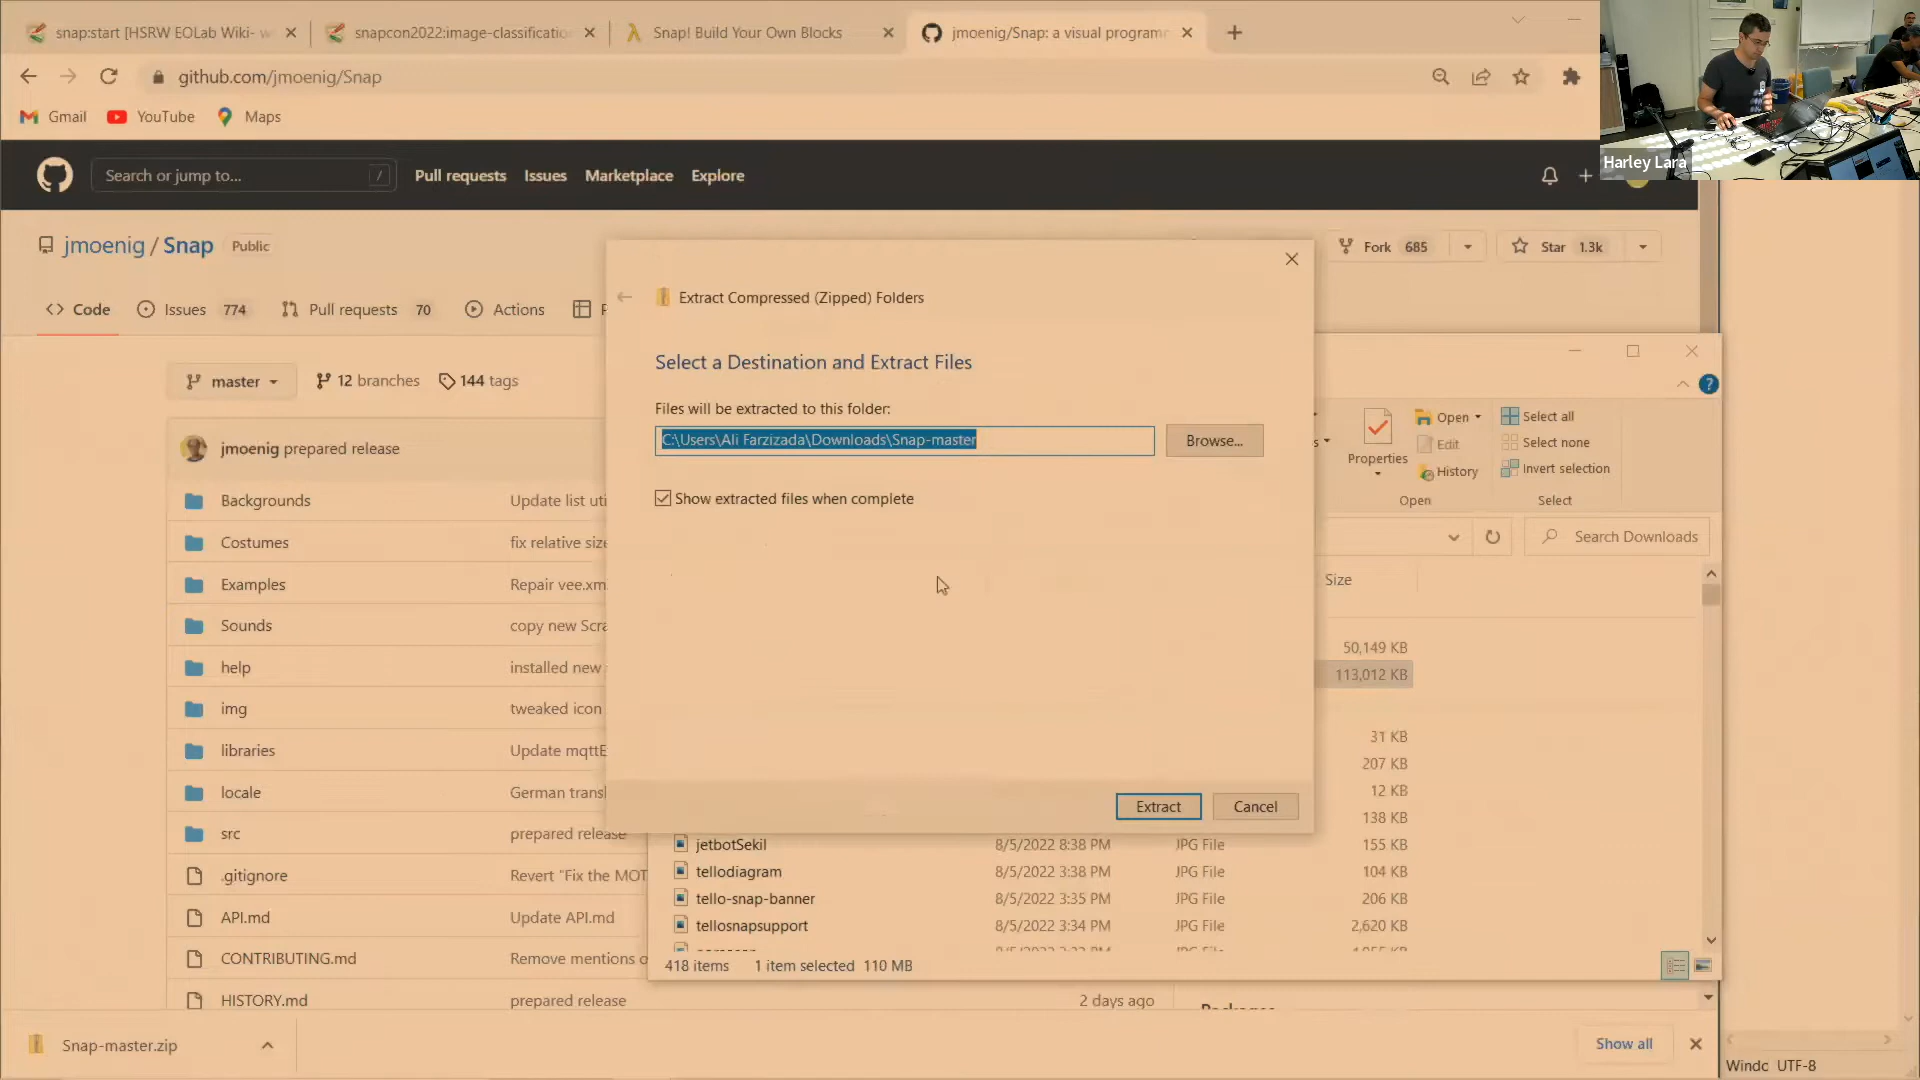 snap:start [HSRW EOLab Wiki- w
snapcon2022:image-classificatio
Snap! Build Your Own Blocks
jmoenig/Snap: a visual programm
github.com/jmoenig/Snap
Gmail
YouTube
Maps
Harley Lara
Search or jump to...
/
Pull requests
Issues
Marketplace
Explore
jmoenig / Snap
Public
Fork 685
Star 1.3k
Code
Issues 774
Pull requests 70
Actions
P
master
12 branches
144 tags
jmoenig prepared release
Backgrounds
Update list uti
Costumes
fix relative size
Examples
Repair vee.xm
Sounds
copy new Scra
help
installed new
img
tweaked icon
libraries
Update mqttE
locale
German transl
src
prepared release
.gitignore
Revert "Fix the MOT
API.md
Update API.md
CONTRIBUTING.md
Remove mentions o
HISTORY.md
prepared release
2 days ago
Extract Compressed (Zipped) Folders
Select a Destination and Extract Files
Files will be extracted to this folder:
C:\Users\Ali Farzizada\Downloads\Snap-master
Browse...
Show extracted files when complete
Extract
Cancel
Properties
Open
Edit
History
Open
Select all
Select none
Invert selection
Select
Search Downloads
Size
50,149 KB
113,012 KB
31 KB
207 KB
12 KB
138 KB
jetbotSekil
8/5/2022 8:38 PM
JPG File
155 KB
tellodiagram
8/5/2022 3:38 PM
JPG File
104 KB
tello-snap-banner
8/5/2022 3:35 PM
JPG File
206 KB
tellosnapsupport
8/5/2022 3:34 PM
JPG File
2,620 KB
418 items
1 item selected 110 MB
Snap-master.zip
Show all
Windc
UTF-8